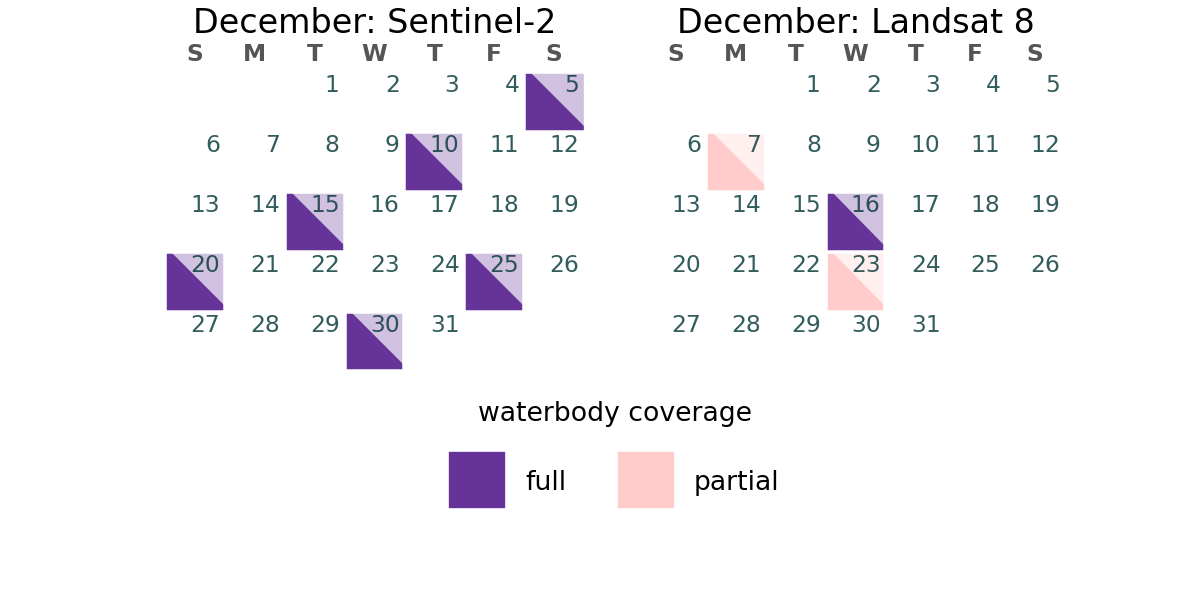 December: Sentinel-2
S M T W T F S
1 2 3 4 5
6 7 8 9 10 11 12
13 14 15 16 17 18 19
20 21 22 23 24 25 26
27 28 29 30 31
December: Landsat 8
S M T W T F S
1 2 3 4 5
6 7 8 9 10 11 12
13 14 15 16 17 18 19
20 21 22 23 24 25 26
27 28 29 30 31
waterbody coverage
full
partial